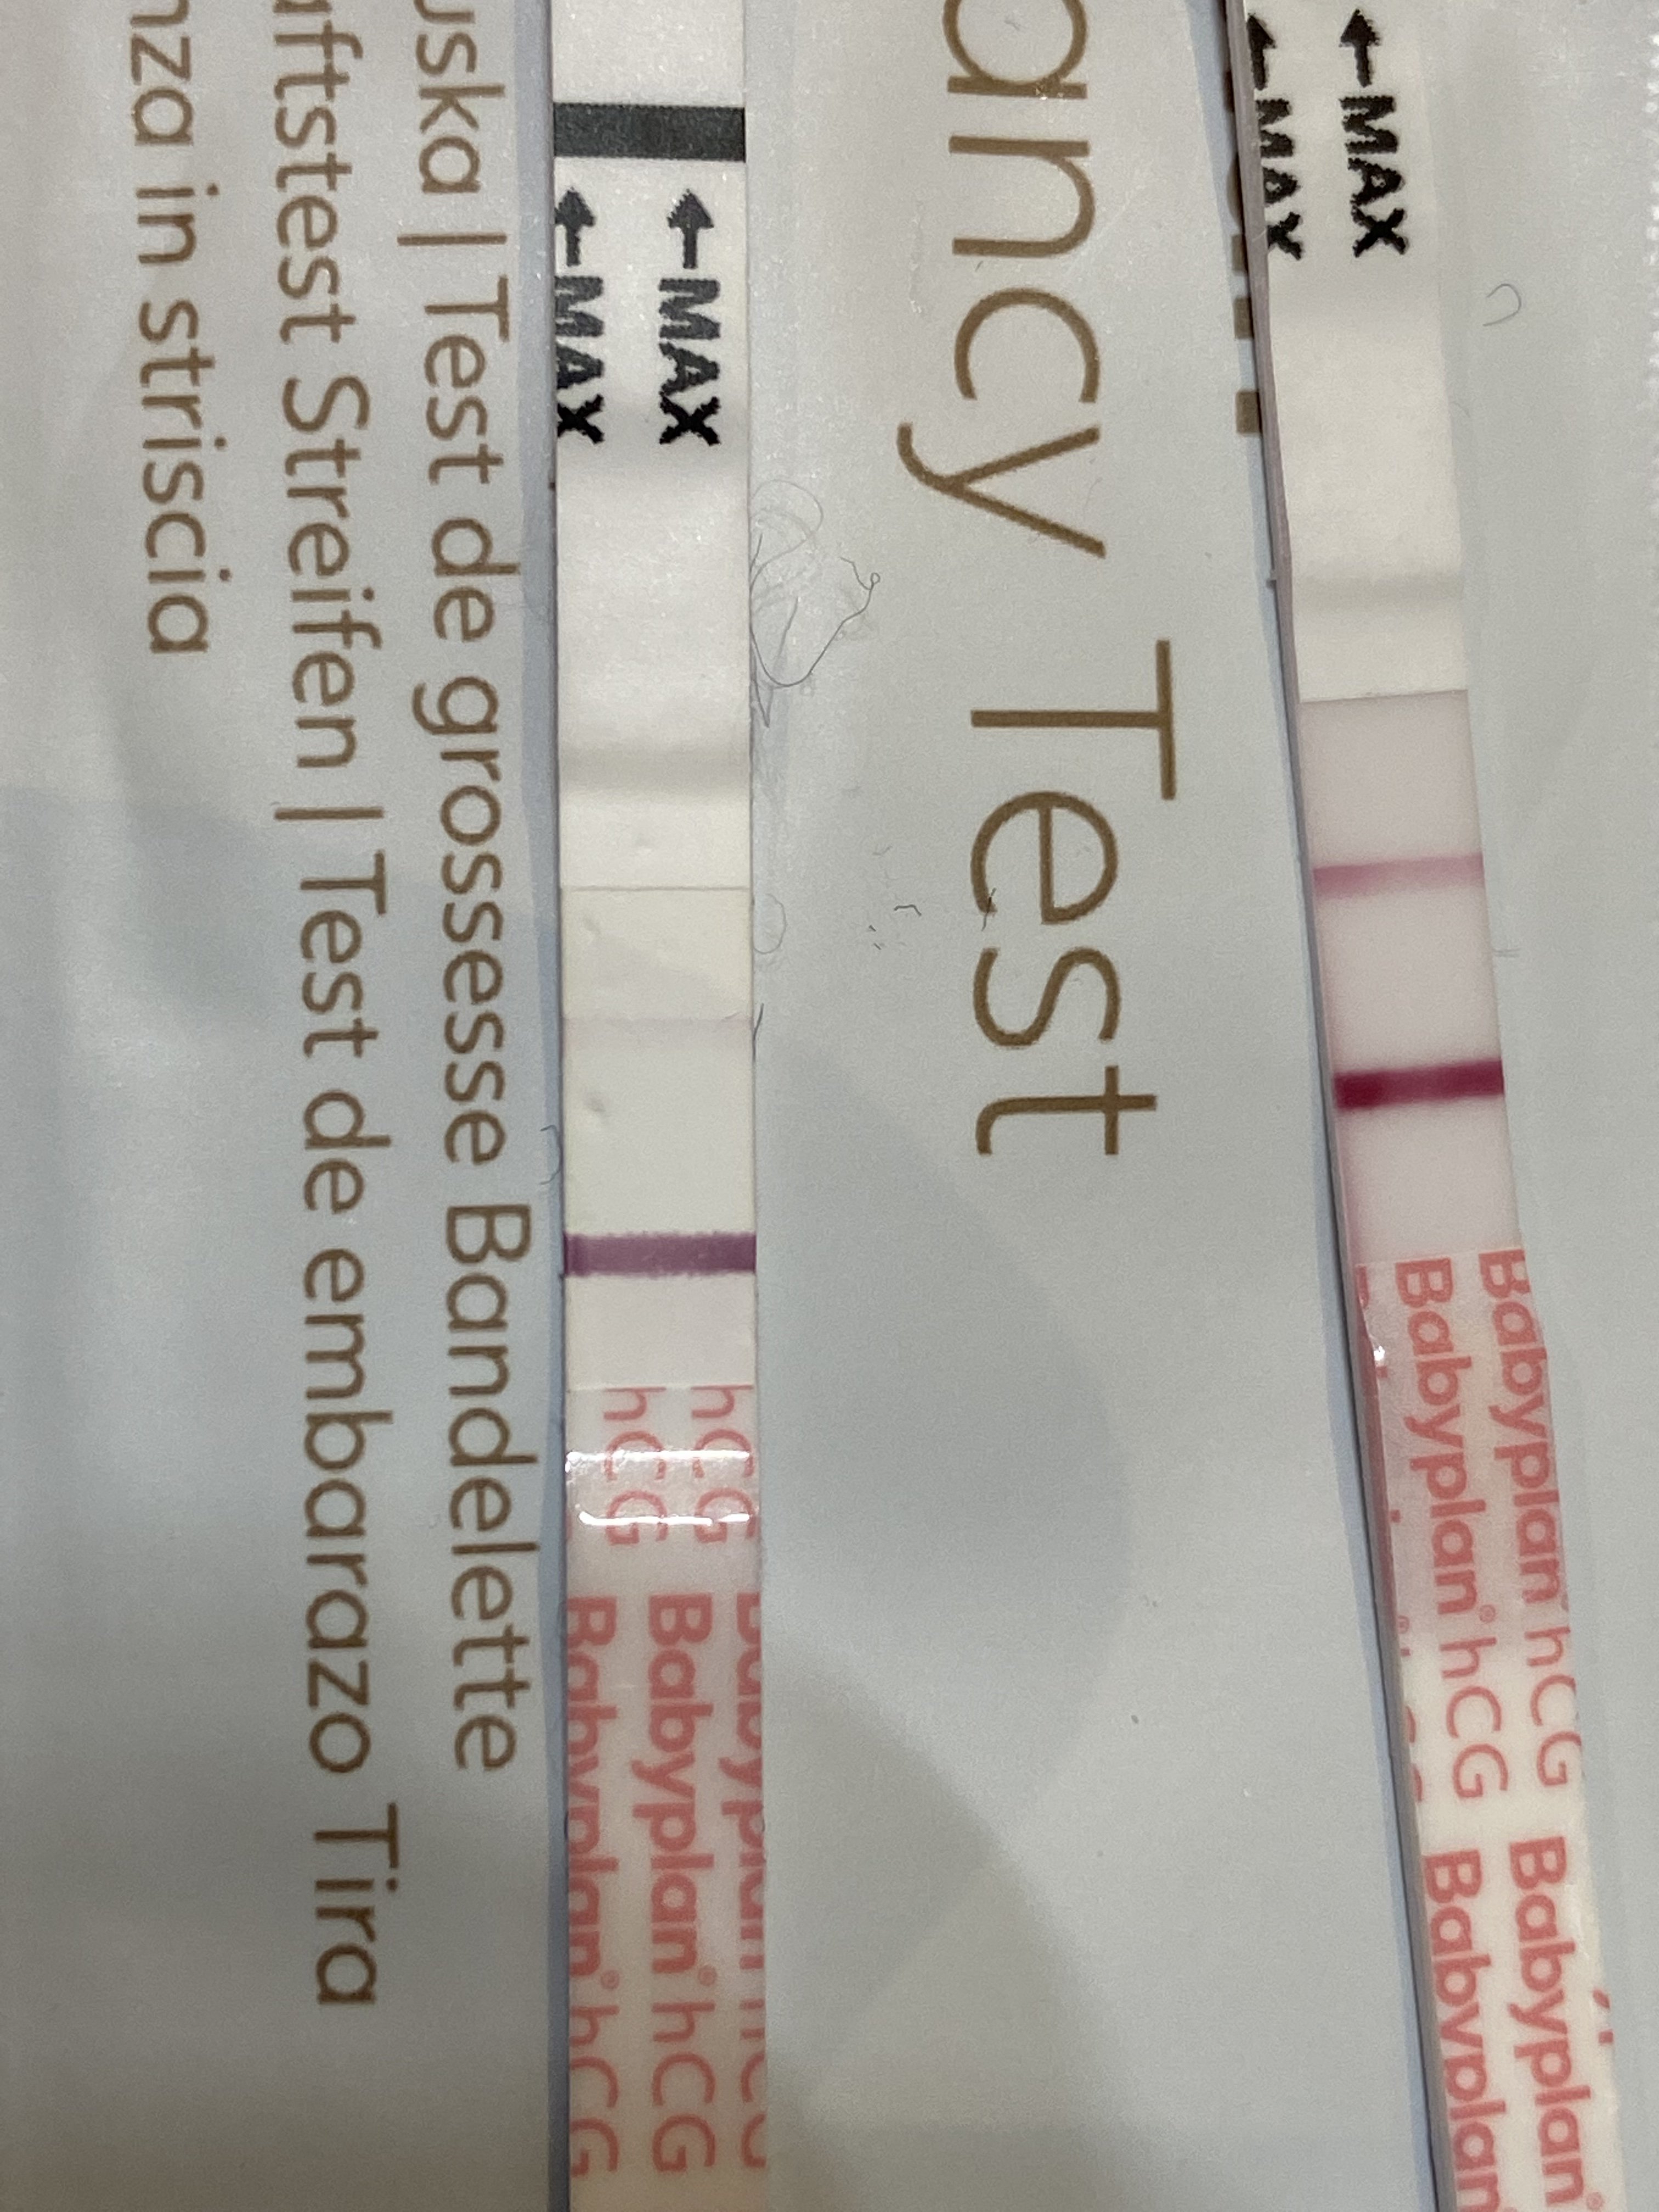 uska | Test de grossesse Bandelette
aftstest Streifen | Test de embarazo Tira
nza in striscia
ancy Test
←MAX
←MAX
hCG Babyplan® hCG
hCG Babyplan® hCG
←MAX
←MAX
Babyplan® hCG Babyplan®
Babyplan® hCG Babyplan